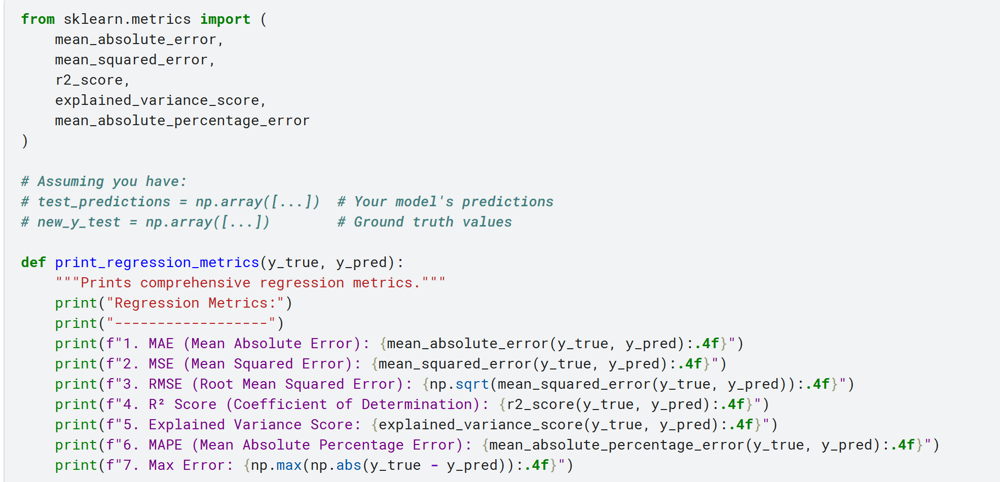 from sklearn.metrics import (
    mean_absolute_error,
    mean_squared_error,
    r2_score,
    explained_variance_score,
    mean_absolute_percentage_error
)

# Assuming you have:
# test_predictions = np.array([...])  # Your model's predictions
# new_y_test = np.array([...])        # Ground truth values

def print_regression_metrics(y_true, y_pred):
    """Prints comprehensive regression metrics."""
    print("Regression Metrics:")
    print("------------------")
    print(f"1. MAE (Mean Absolute Error): {mean_absolute_error(y_true, y_pred):.4f}")
    print(f"2. MSE (Mean Squared Error): {mean_squared_error(y_true, y_pred):.4f}")
    print(f"3. RMSE (Root Mean Squared Error): {np.sqrt(mean_squared_error(y_true, y_pred)):.4f}")
    print(f"4. R² Score (Coefficient of Determination): {r2_score(y_true, y_pred):.4f}")
    print(f"5. Explained Variance Score: {explained_variance_score(y_true, y_pred):.4f}")
    print(f"6. MAPE (Mean Absolute Percentage Error): {mean_absolute_percentage_error(y_true, y_pred):.4f}")
    print(f"7. Max Error: {np.max(np.abs(y_true - y_pred)):.4f}")